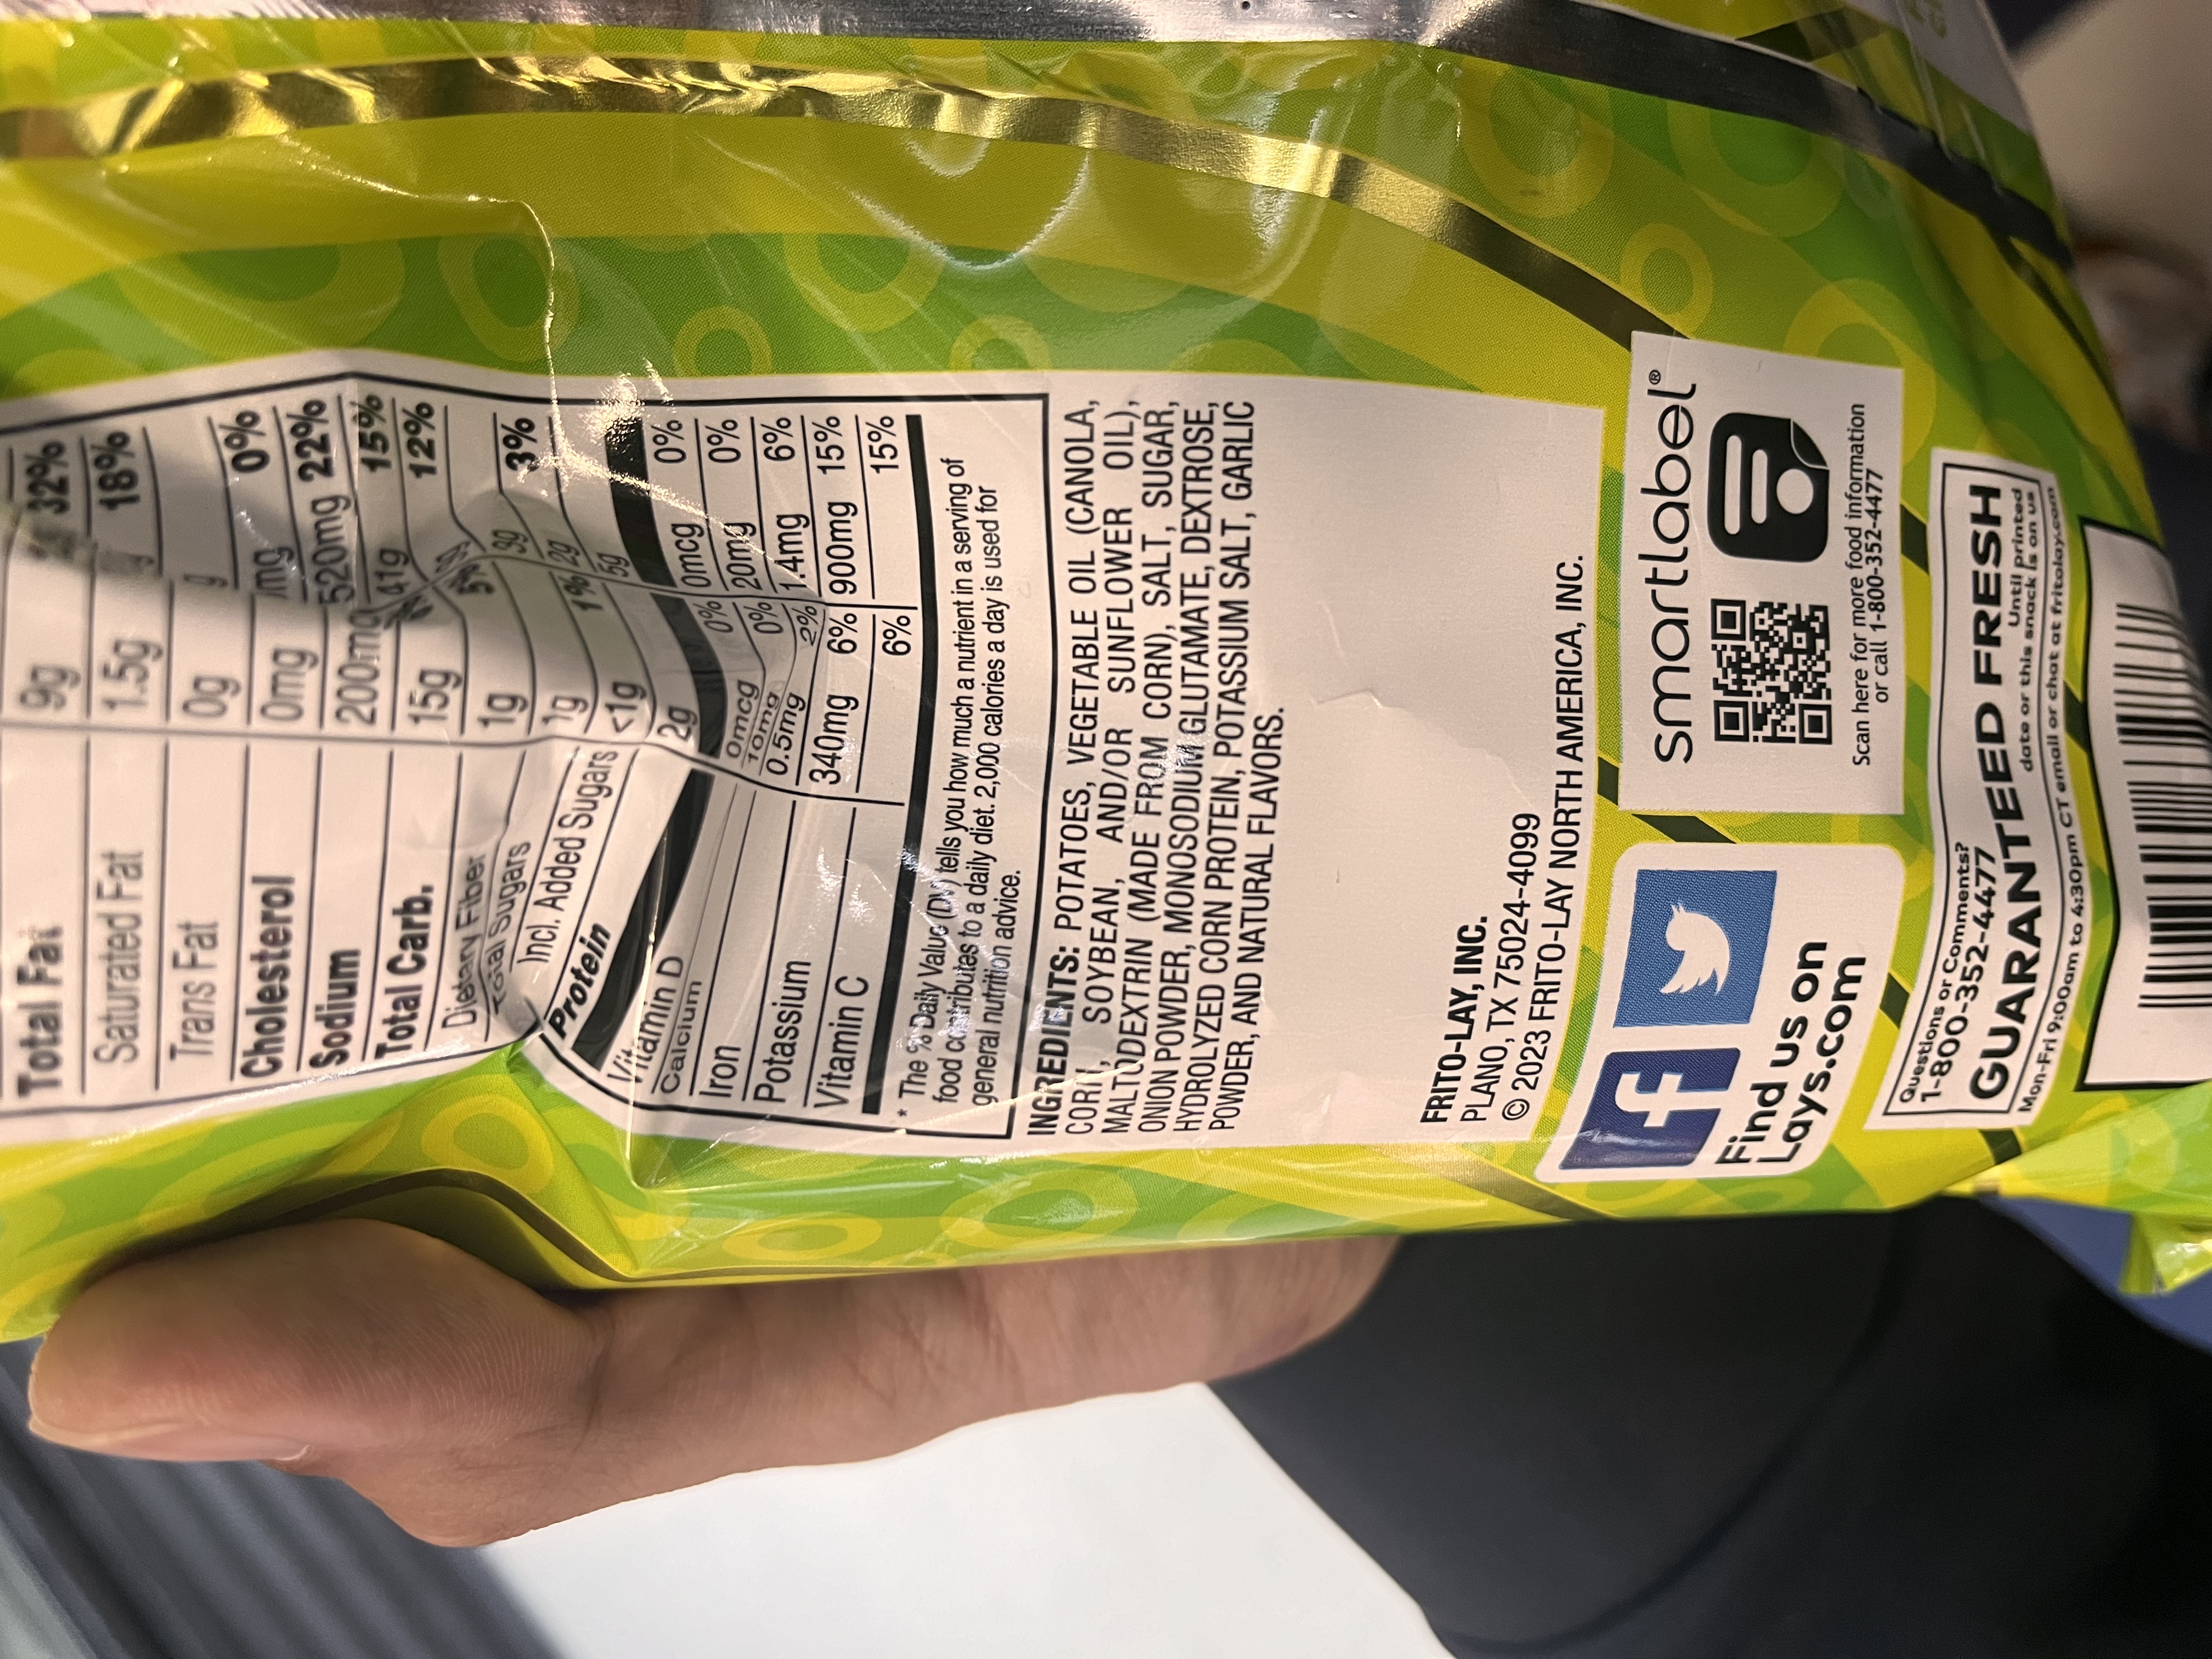 Total Fat 9g 32%
Saturated Fat 1.5g g 18%
Trans Fat 0g g
Cholesterol 0mg mg 0%
Sodium 200mg 520mg 22%
Total Carb. 15g 41g 15%
Dietary Fiber 1g 5% 12%
Total Sugars 1g 3g
Incl. Added Sugars <1g 1% 2g 3%
Protein 2g 5g
Vitamin D 0mcg 0% 0mcg 0%
Calcium 10mg 0% 20mg 0%
Iron 0.5mg 2% 1.4mg 6%
Potassium 340mg 6% 900mg 15%
Vitamin C 6% 15%
* The % Daily Value (DV) tells you how much a nutrient in a serving of
food contributes to a daily diet. 2,000 calories a day is used for
general nutrition advice.
INGREDIENTS: POTATOES, VEGETABLE OIL (CANOLA,
CORN, SOYBEAN, AND/OR SUNFLOWER OIL),
MALTODEXTRIN (MADE FROM CORN), SALT, SUGAR,
ONION POWDER, MONOSODIUM GLUTAMATE, DEXTROSE,
HYDROLYZED CORN PROTEIN, POTASSIUM SALT, GARLIC
POWDER, AND NATURAL FLAVORS.
FRITO-LAY, INC.
PLANO, TX 75024-4099
© 2023 FRITO-LAY NORTH AMERICA, INC.
f
Find us on
Lays.com
smartlabel®
Scan here for more food information
or call 1-800-352-4477
Questions or Comments?
1-800-352-4477
GUARANTEED FRESH
Until printed
date or this snack is on us
Mon-Fri 9:00am to 4:30pm CT email or chat at fritolay.com